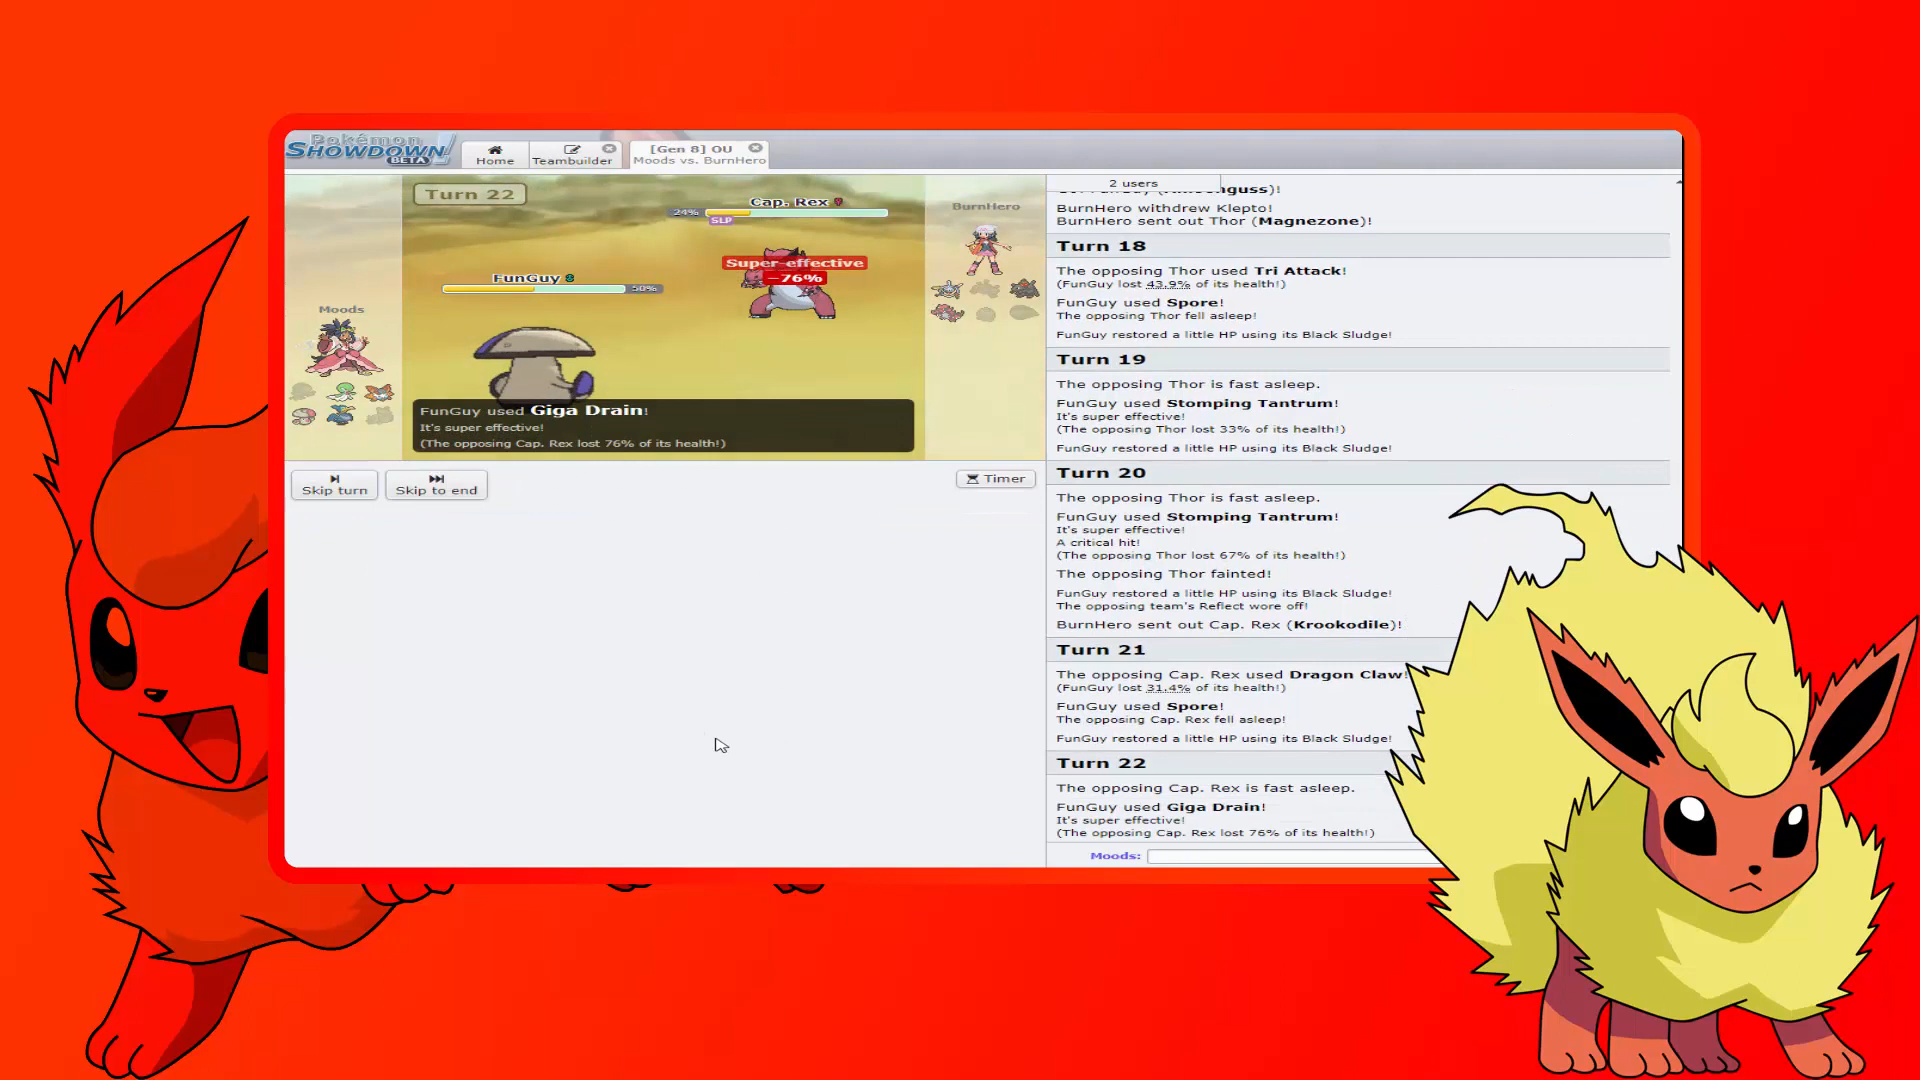 Pokémon
SHOWDOWN!
BETA
Home
Teambuilder
[Gen 8] OU
Moods vs. BurnHero
Turn 22
Cap. Rex
24%
SLP
Super-effective
−76%
FunGuy
50%
Moods
BurnHero
FunGuy used Giga Drain!
It's super effective!
(The opposing Cap. Rex lost 76% of its health!)
Skip turn
Skip to end
Timer
2 users
BurnHero withdrew Klepto!
BurnHero sent out Thor (Magnezone)!
Turn 18
The opposing Thor used Tri Attack!
(FunGuy lost 43.9% of its health!)
FunGuy used Spore!
The opposing Thor fell asleep!
FunGuy restored a little HP using its Black Sludge!
Turn 19
The opposing Thor is fast asleep.
FunGuy used Stomping Tantrum!
It's super effective!
(The opposing Thor lost 33% of its health!)
FunGuy restored a little HP using its Black Sludge!
Turn 20
The opposing Thor is fast asleep.
FunGuy used Stomping Tantrum!
It's super effective!
A critical hit!
(The opposing Thor lost 67% of its health!)
The opposing Thor fainted!
FunGuy restored a little HP using its Black Sludge!
The opposing team's Reflect wore off!
BurnHero sent out Cap. Rex (Krookodile)!
Turn 21
The opposing Cap. Rex used Dragon Claw!
(FunGuy lost 31.4% of its health!)
FunGuy used Spore!
The opposing Cap. Rex fell asleep!
FunGuy restored a little HP using its Black Sludge!
Turn 22
The opposing Cap. Rex is fast asleep.
FunGuy used Giga Drain!
It's super effective!
(The opposing Cap. Rex lost 76% of its health!)
Moods: